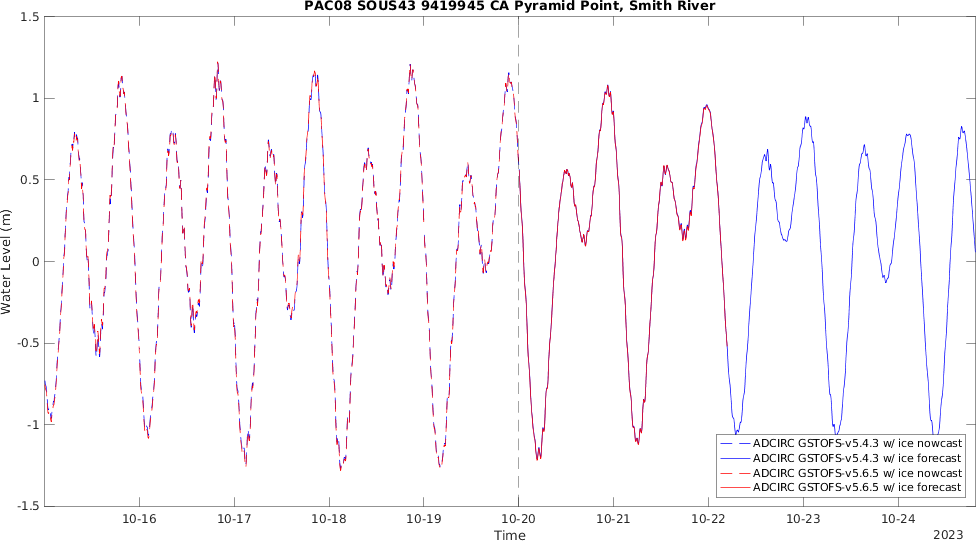 PAC08 SOUS43 9419945 CA Pyramid Point, Smith River
1.5
1
0.5
0
-0.5
-1
-1.5
Water Level (m)
10-16 10-17 10-18 10-19 10-20 10-21 10-22 10-23 10-24
Time
2023
ADCIRC GSTOFS-v5.4.3 w/ ice nowcast
ADCIRC GSTOFS-v5.4.3 w/ ice forecast
ADCIRC GSTOFS-v5.6.5 w/ ice nowcast
ADCIRC GSTOFS-v5.6.5 w/ ice forecast